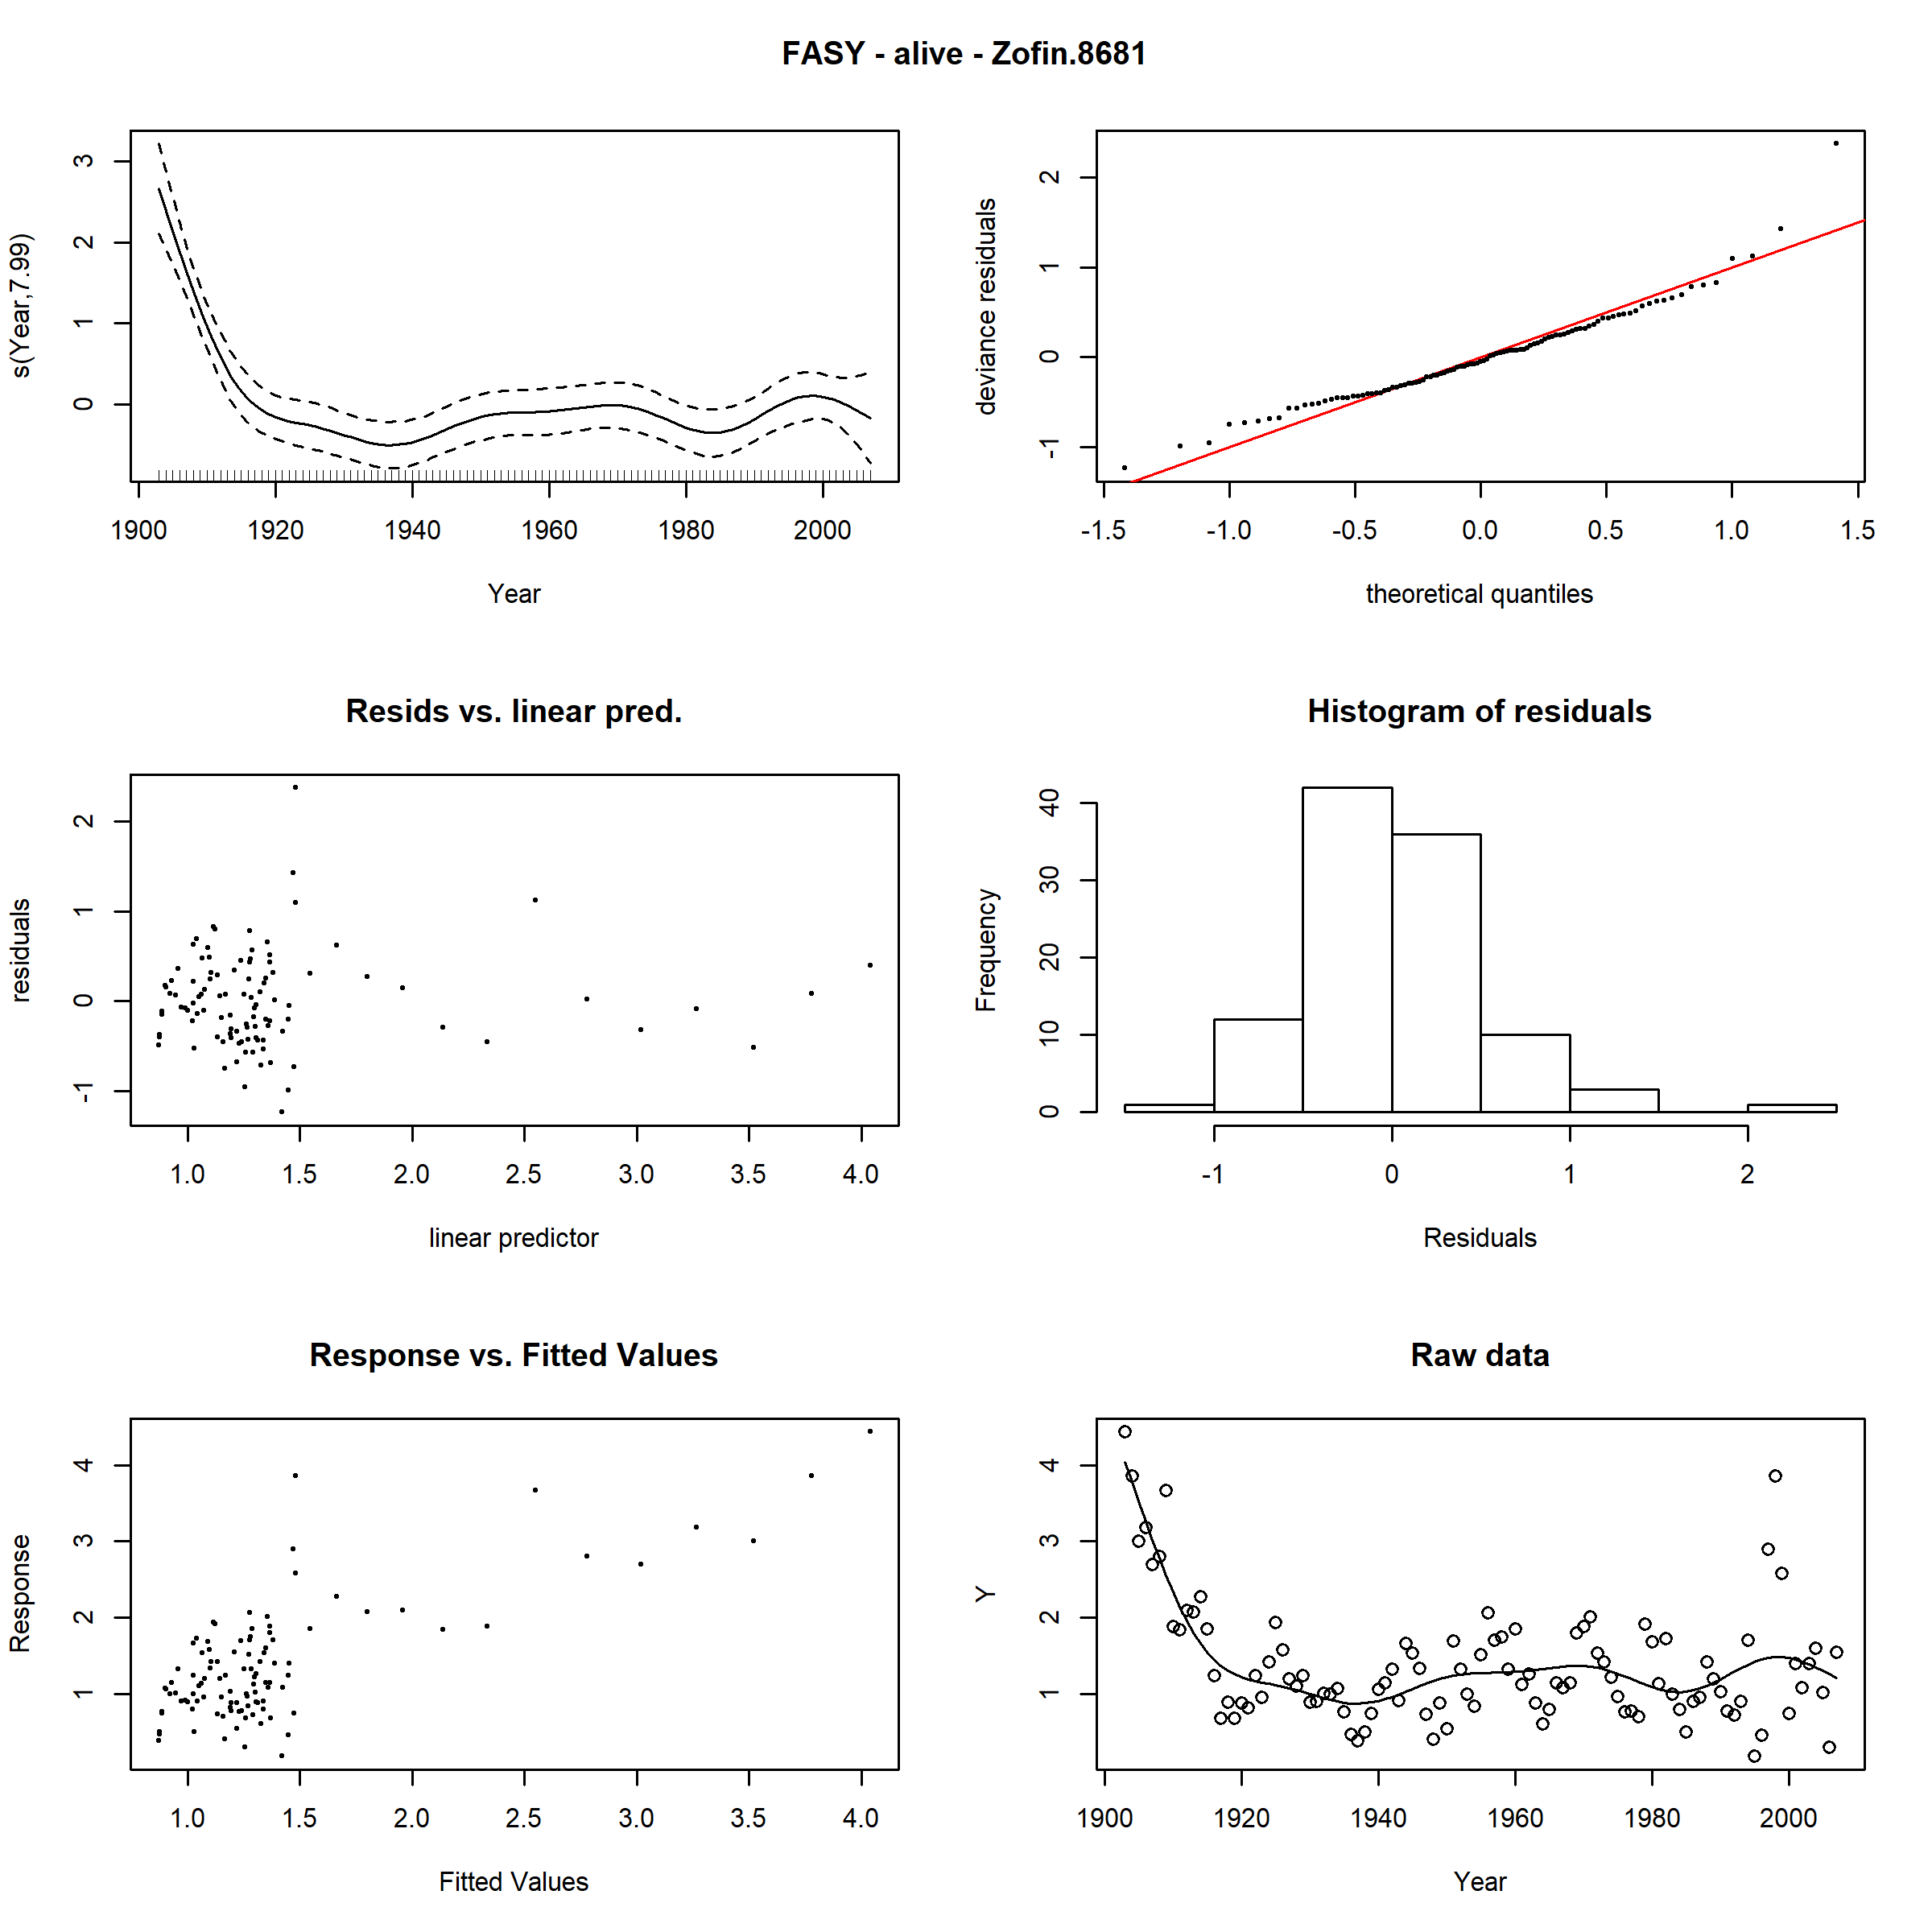 FASY - alive - Zofin.8681
s(Year,7.99)
3
2
1
0
1900 1920 1940 1960 1980 2000
Year
deviance residuals
2
1
0
-1
-1.5 -1.0 -0.5 0.0 0.5 1.0 1.5
theoretical quantiles
Resids vs. linear pred.
residuals
2
1
0
-1
1.0 1.5 2.0 2.5 3.0 3.5 4.0
linear predictor
Histogram of residuals
Frequency
40
30
20
10
0
-1 0 1 2
Residuals
Response vs. Fitted Values
Response
4
3
2
1
1.0 1.5 2.0 2.5 3.0 3.5 4.0
Fitted Values
Raw data
Y
4
3
2
1
1900 1920 1940 1960 1980 2000
Year